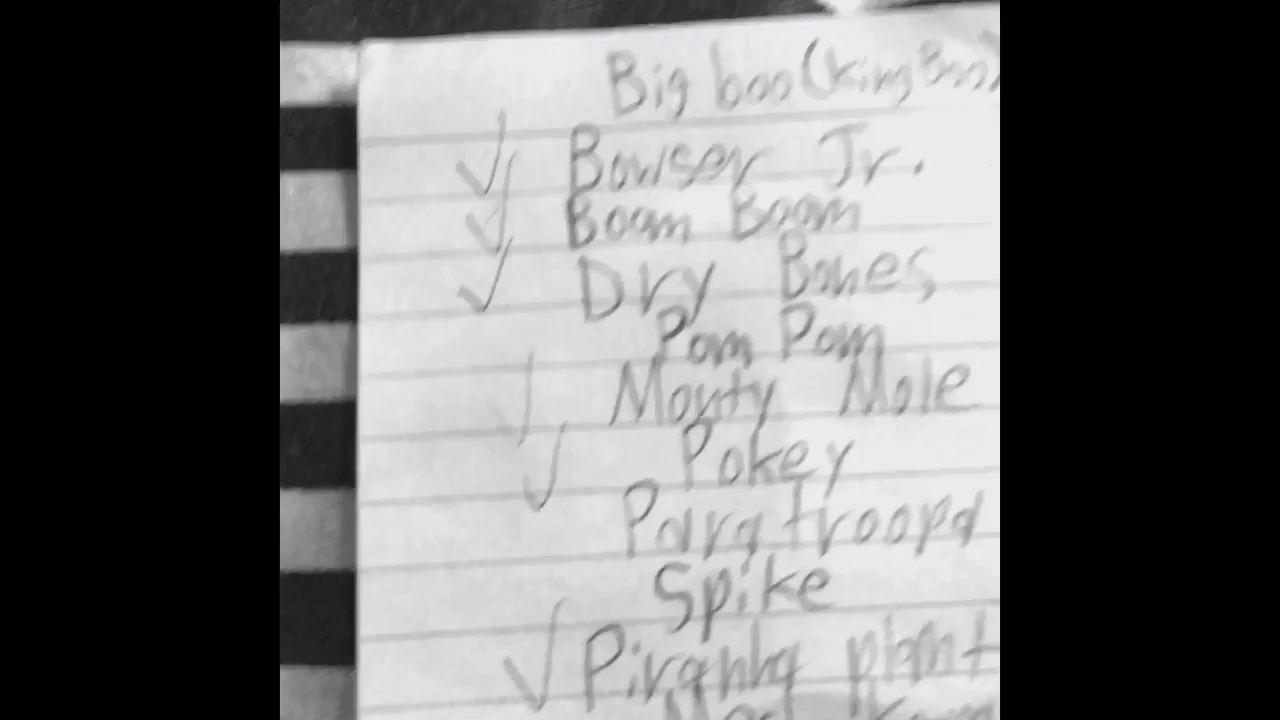 Big boo (King Boo)
✓ Bowser Jr.
✓ Boom Boom
✓ Dry Bones
Pom Pom
Monty Mole
✓ Pokey
Paratroopa
Spike
✓ Piranha plant